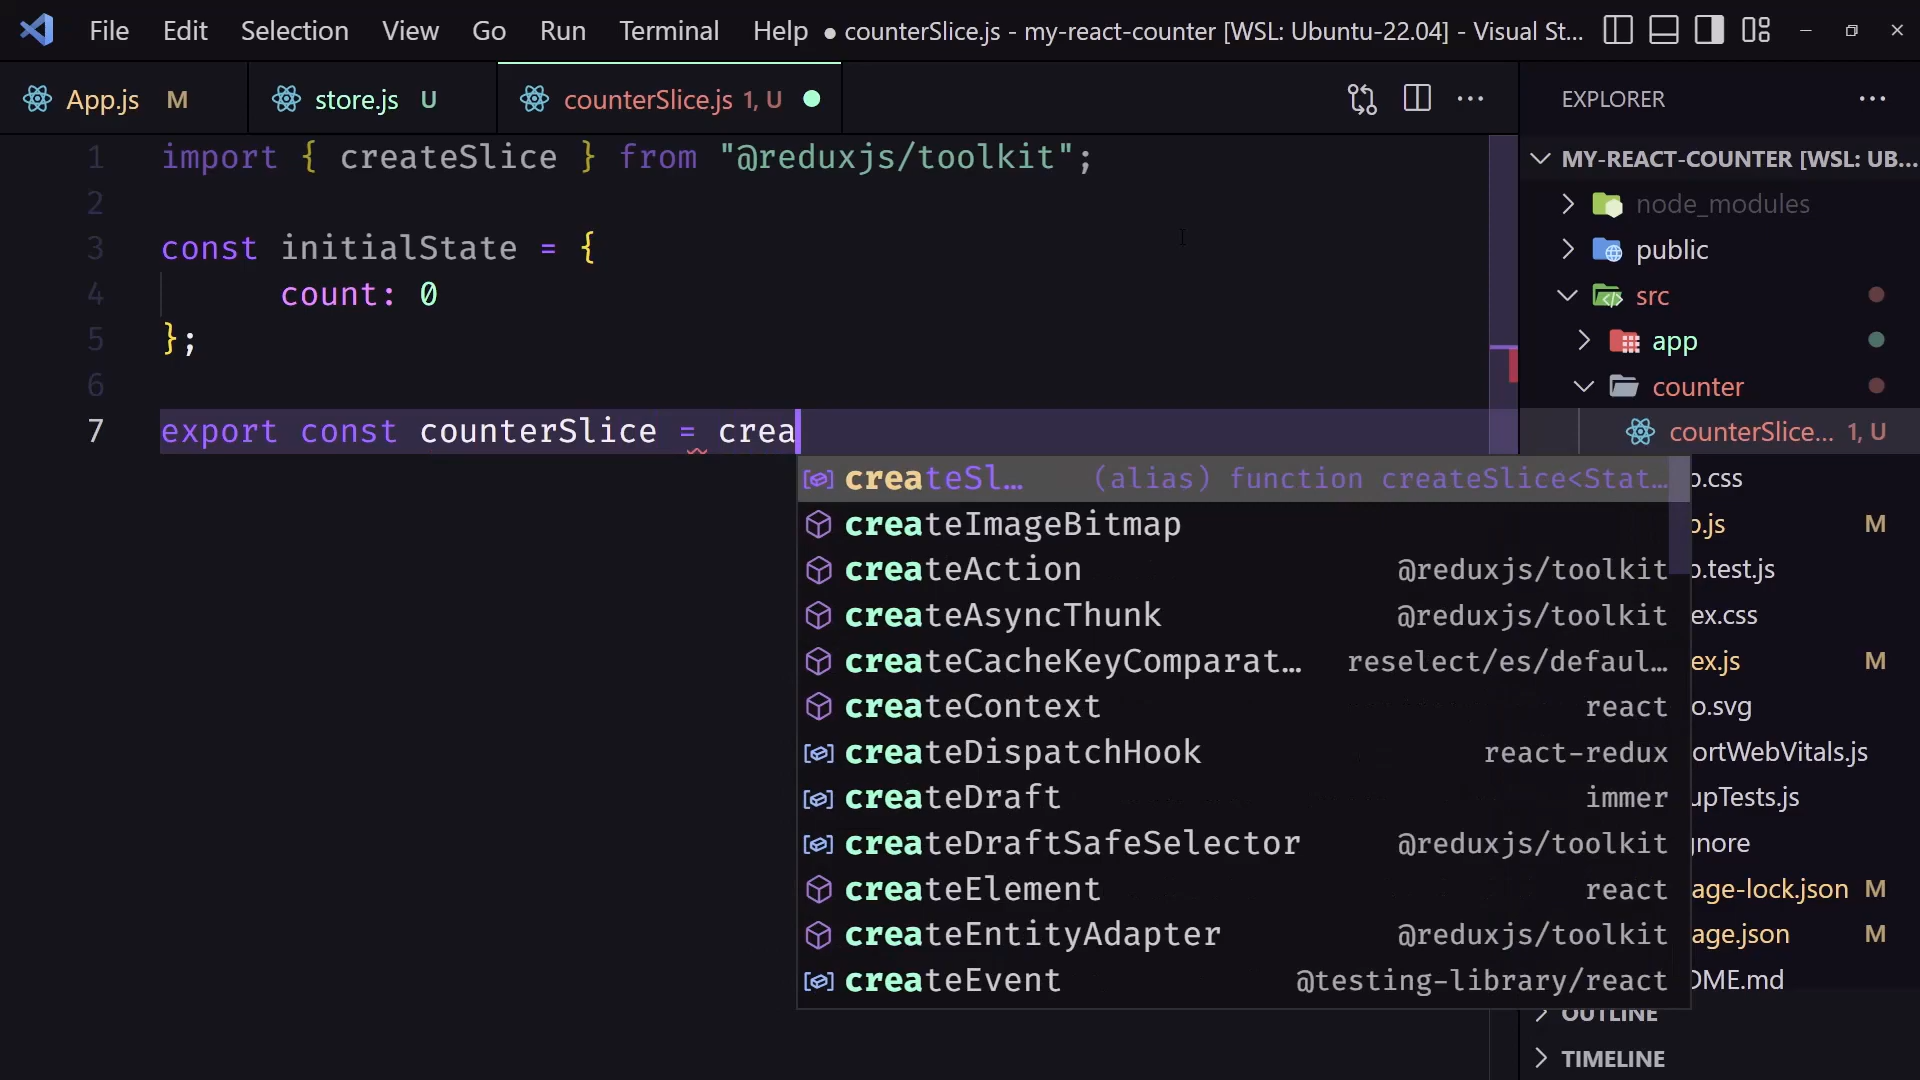 File Edit Selection View Go Run Terminal Help ● counterSlice.js - my-react-counter [WSL: Ubuntu-22.04] - Visual St...
App.js M store.js U counterSlice.js 1, U
EXPLORER
1 import { createSlice } from "@reduxjs/toolkit";
2
3 const initialState = {
4 count: 0
5 };
6
7 export const counterSlice = crea
createSl... (alias) function createSlice<Stat...
createImageBitmap
createAction @reduxjs/toolkit
createAsyncThunk @reduxjs/toolkit
createCacheKeyComparat... reselect/es/defaul...
createContext react
createDispatchHook react-redux
createDraft immer
createDraftSafeSelector @reduxjs/toolkit
createElement react
createEntityAdapter @reduxjs/toolkit
createEvent @testing-library/react
MY-REACT-COUNTER [WSL: UB...
node_modules
public
src
app
counter
counterSlice... 1, U
p.css
p.js M
p.test.js
ex.css
ex.js M
o.svg
ortWebVitals.js
upTests.js
gnore
age-lock.json M
age.json M
DME.md
OUTLINE
TIMELINE